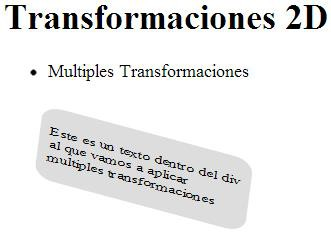 Transformaciones 2D
Multiples Transformaciones
Este es un texto dentro del div
al que vamos a aplicar
multiples transformaciones